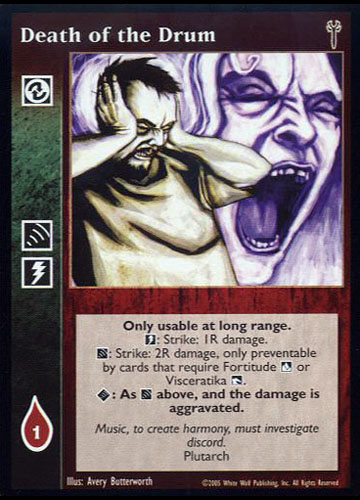 Death of the Drum
Only usable at long range.
: Strike: 1R damage.
: Strike: 2R damage, only preventable
by cards that require Fortitude or
Visceratika .
: As above, and the damage is
aggravated.
Music, to create harmony, must investigate
discord.
Plutarch
1
Illus: Avery Butterworth
©2005 White Wolf Publishing, Inc. All Rights Reserved